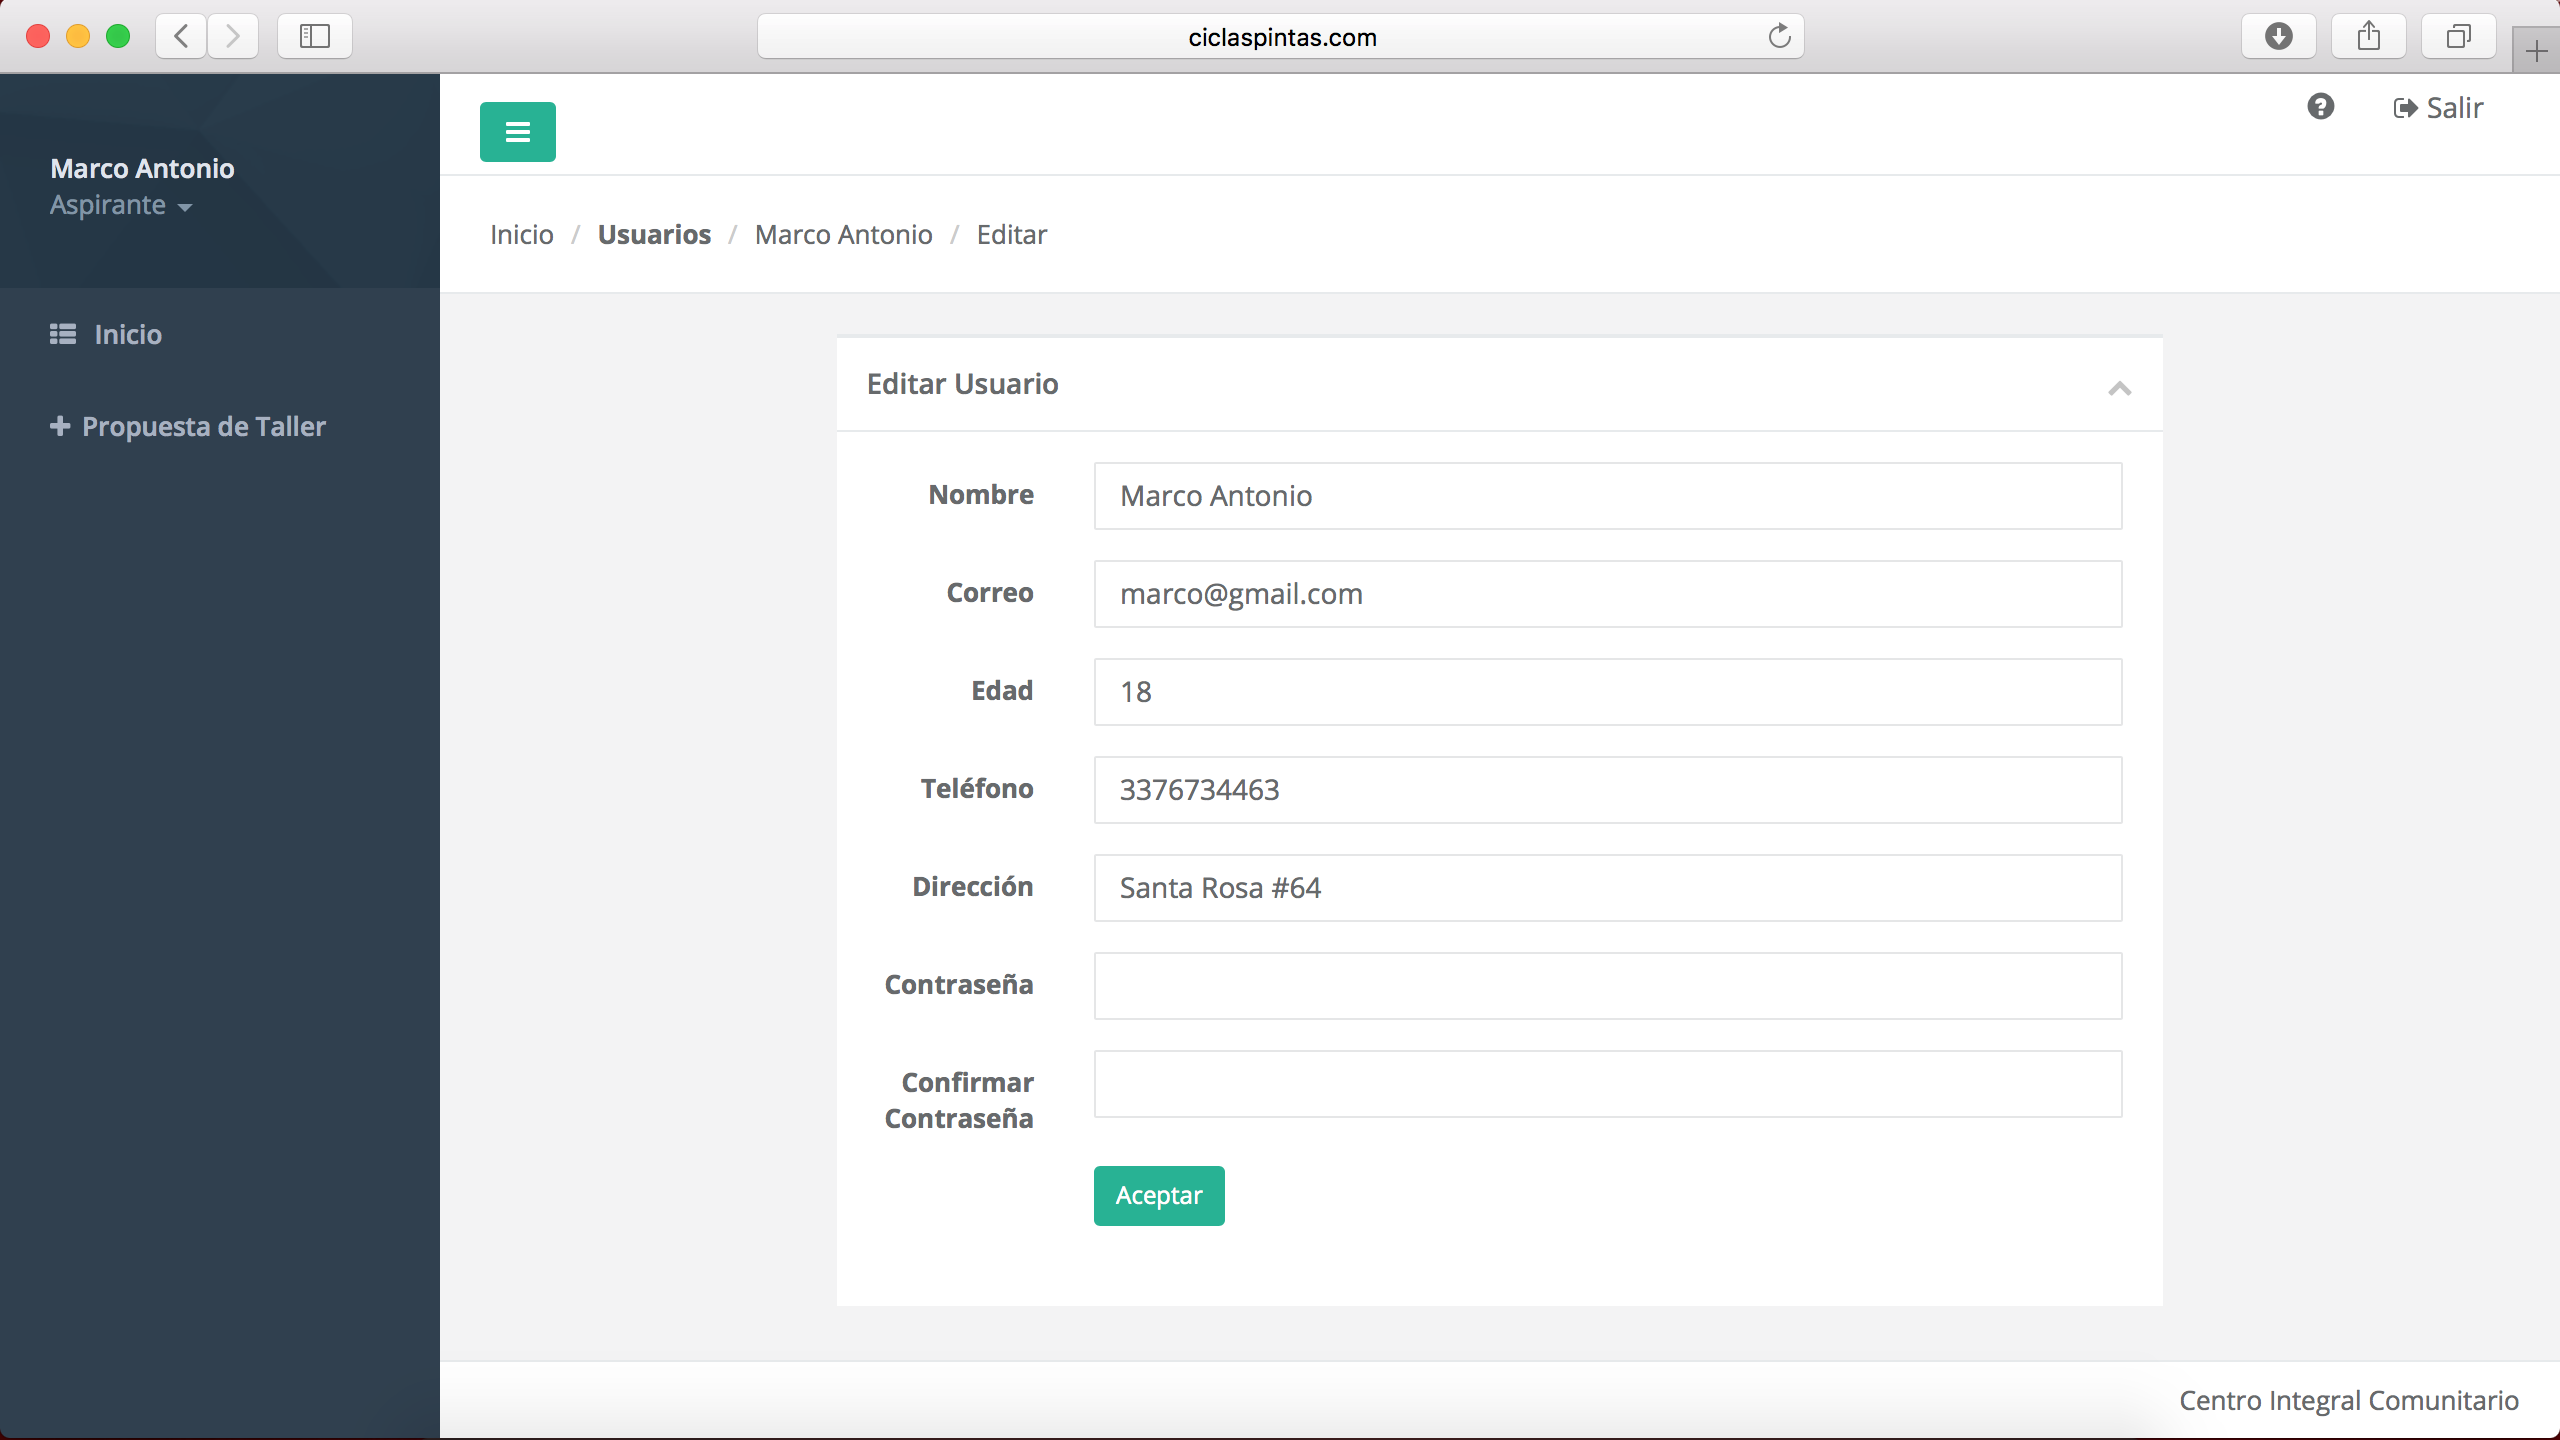 ciclaspintas.com
Salir
Marco Antonio
Aspirante
Inicio / Usuarios / Marco Antonio / Editar
Inicio
Propuesta de Taller
Editar Usuario
Nombre
Marco Antonio
Correo
marco@gmail.com
Edad
18
Teléfono
3376734463
Dirección
Santa Rosa #64
Contraseña
Confirmar
Contraseña
Aceptar
Centro Integral Comunitario